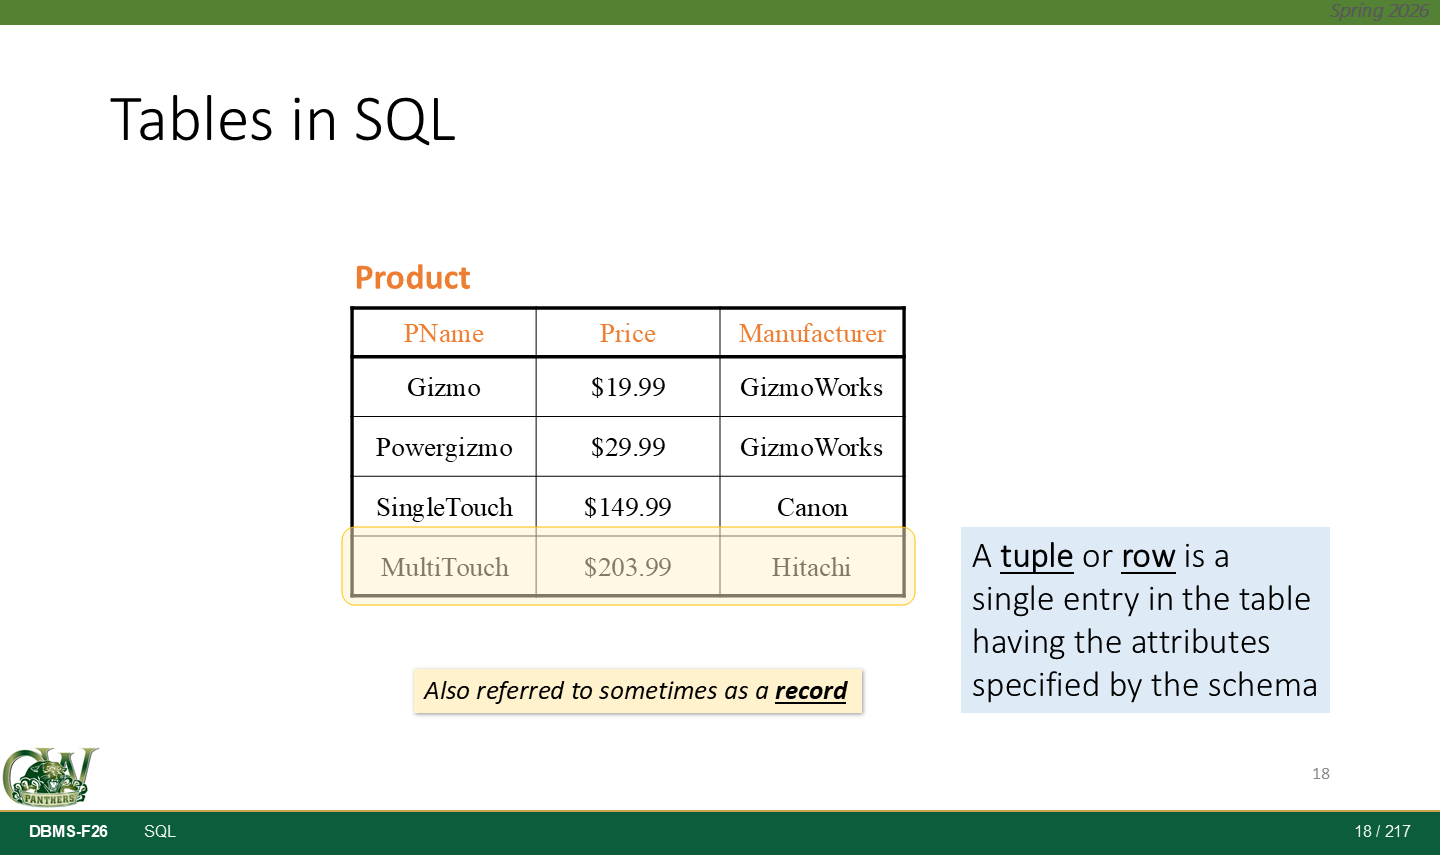 Spring 2026
Tables in SQL
Product
PName Price Manufacturer
Gizmo $19.99 GizmoWorks
Powergizmo $29.99 GizmoWorks
SingleTouch $149.99 Canon
MultiTouch $203.99 Hitachi
A tuple or row is a
single entry in the table
having the attributes
specified by the schema
Also referred to sometimes as a record
18
OW
PANTHERS
DBMS-F26 SQL 18 / 217